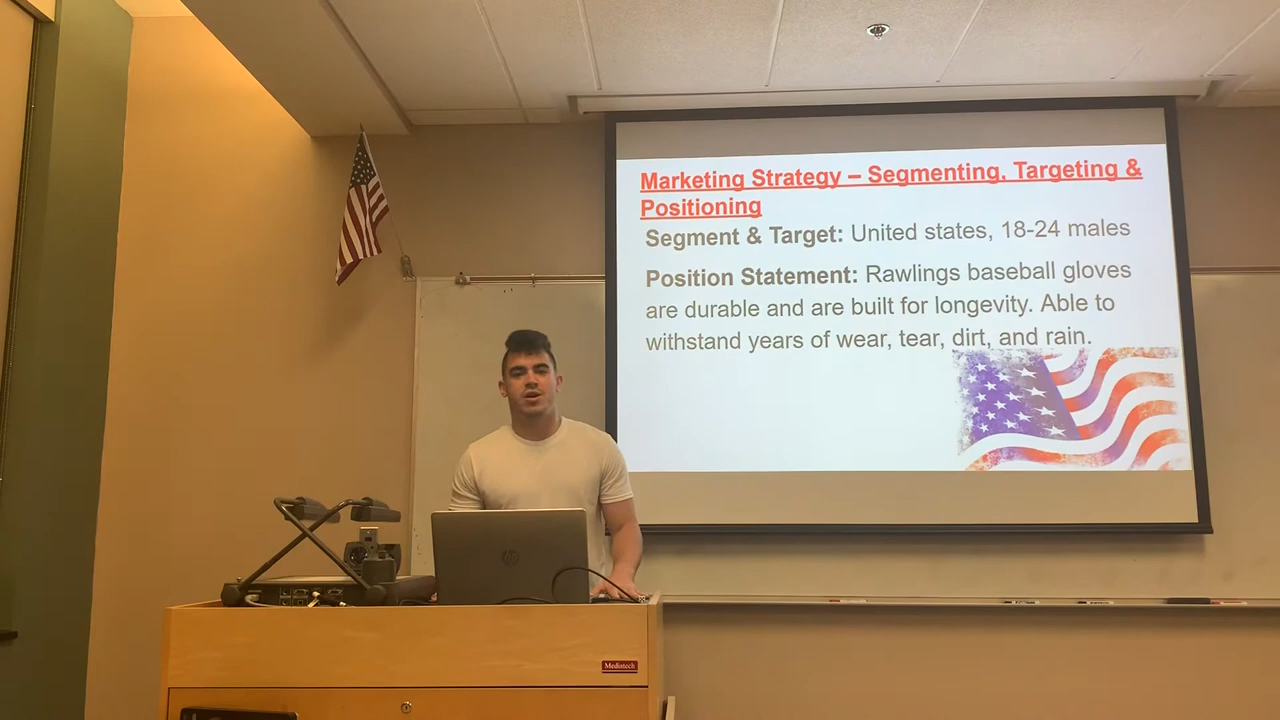 Marketing Strategy – Segmenting, Targeting &
Positioning
Segment & Target: United states, 18-24 males
Position Statement: Rawlings baseball gloves
are durable and are built for longevity. Able to
withstand years of wear, tear, dirt, and rain.
hp
Mediatech